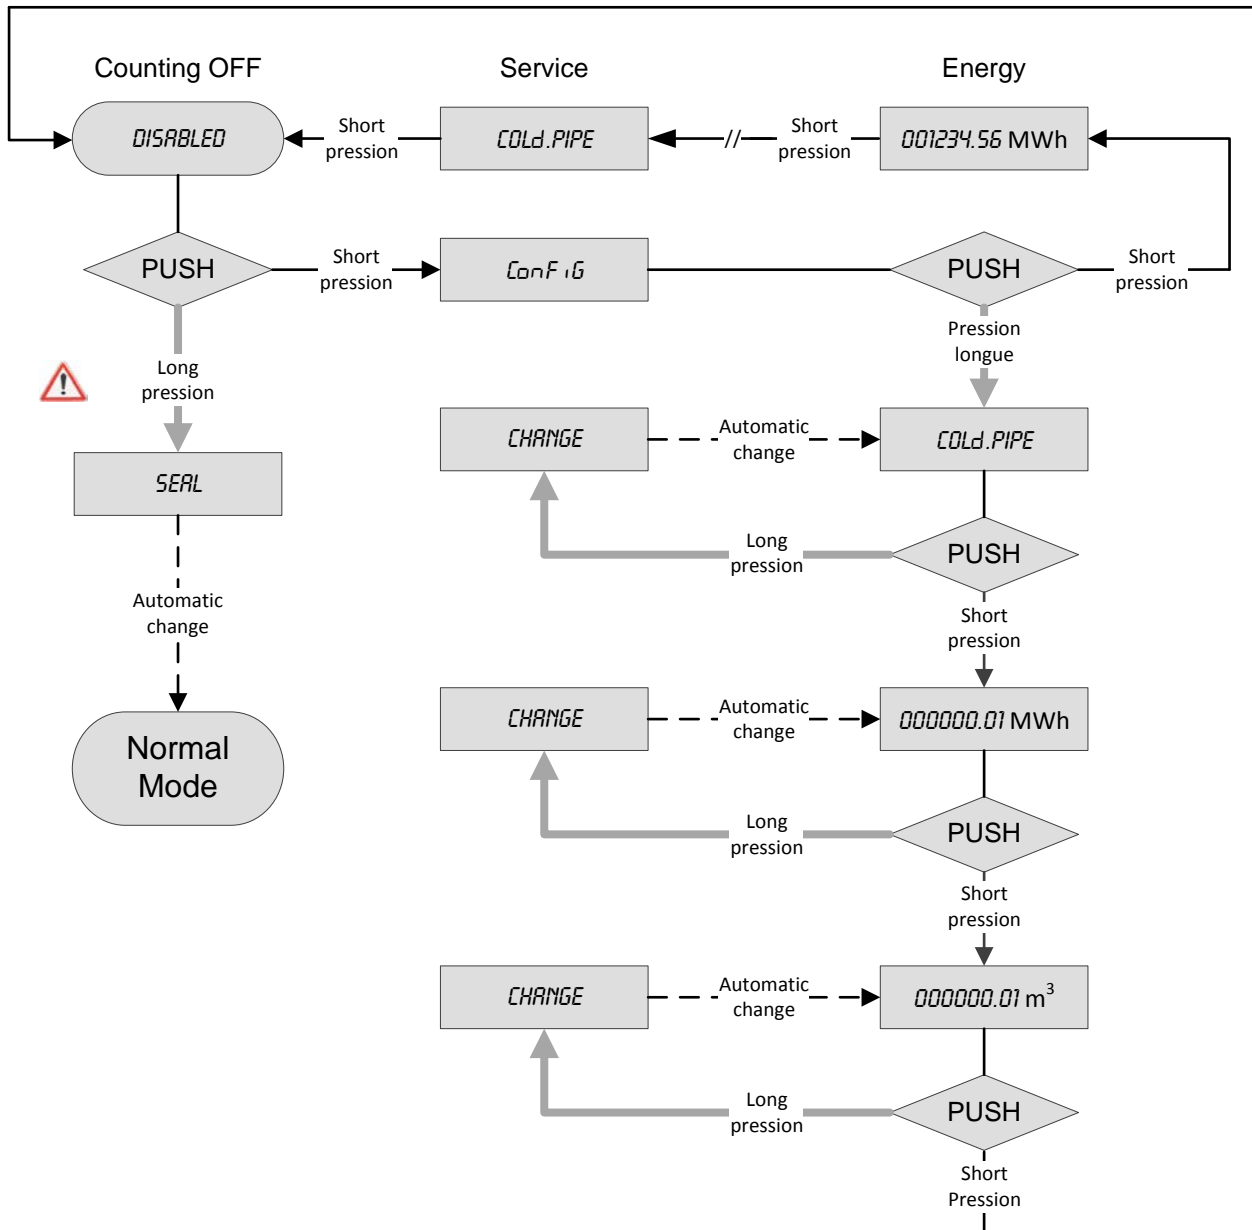 Counting OFF
Service
Energy
DISABLED
Short
pression
COLd.PIPE
//
Short
pression
001234.56 MWh
PUSH
Short
pression
ConFiG
PUSH
Short
pression
Long
pression
Pression
longue
SEAL
CHANGE
Automatic
change
COLd.PIPE
Long
pression
PUSH
Automatic
change
Short
pression
Normal
Mode
CHANGE
Automatic
change
000000.01 MWh
Long
pression
PUSH
Short
pression
CHANGE
Automatic
change
000000.01 m³
Long
pression
PUSH
Short
Pression